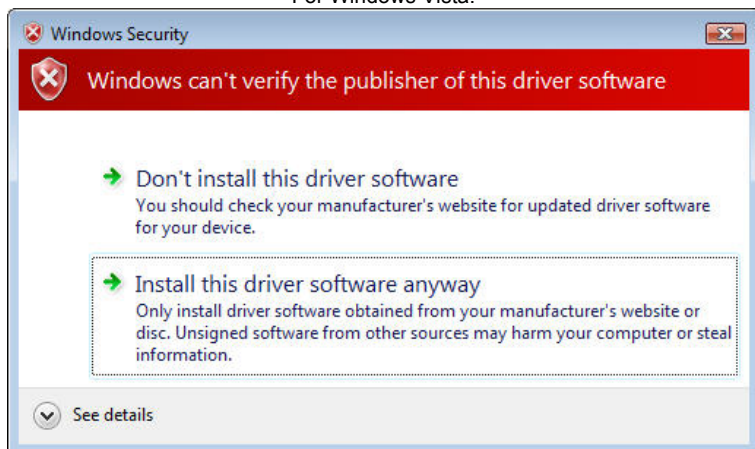 For Windows Vista:
Windows Security
Windows can't verify the publisher of this driver software
Don't install this driver software
You should check your manufacturer's website for updated driver software
for your device.
Install this driver software anyway
Only install driver software obtained from your manufacturer's website or
disc. Unsigned software from other sources may harm your computer or steal
information.
See details